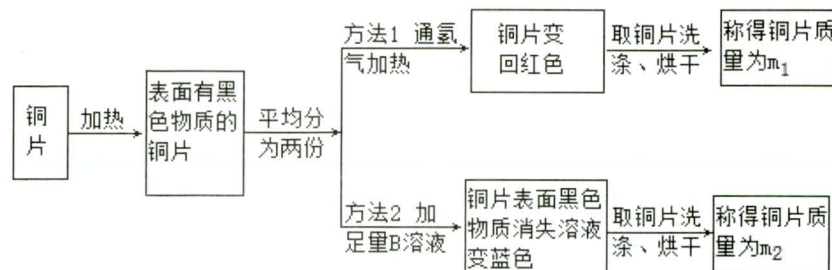 铜
片
加热
表面有黑
色物质的
铜片
平均分
为两份
方法1 通氢
气加热
铜片变
回红色
取铜片洗
涤、烘干
称得铜片质
量为m₁
方法2 加
足量B溶液
铜片表面黑色
物质消失溶液
变蓝色
取铜片洗
涤、烘干
称得铜片质
量为m₂